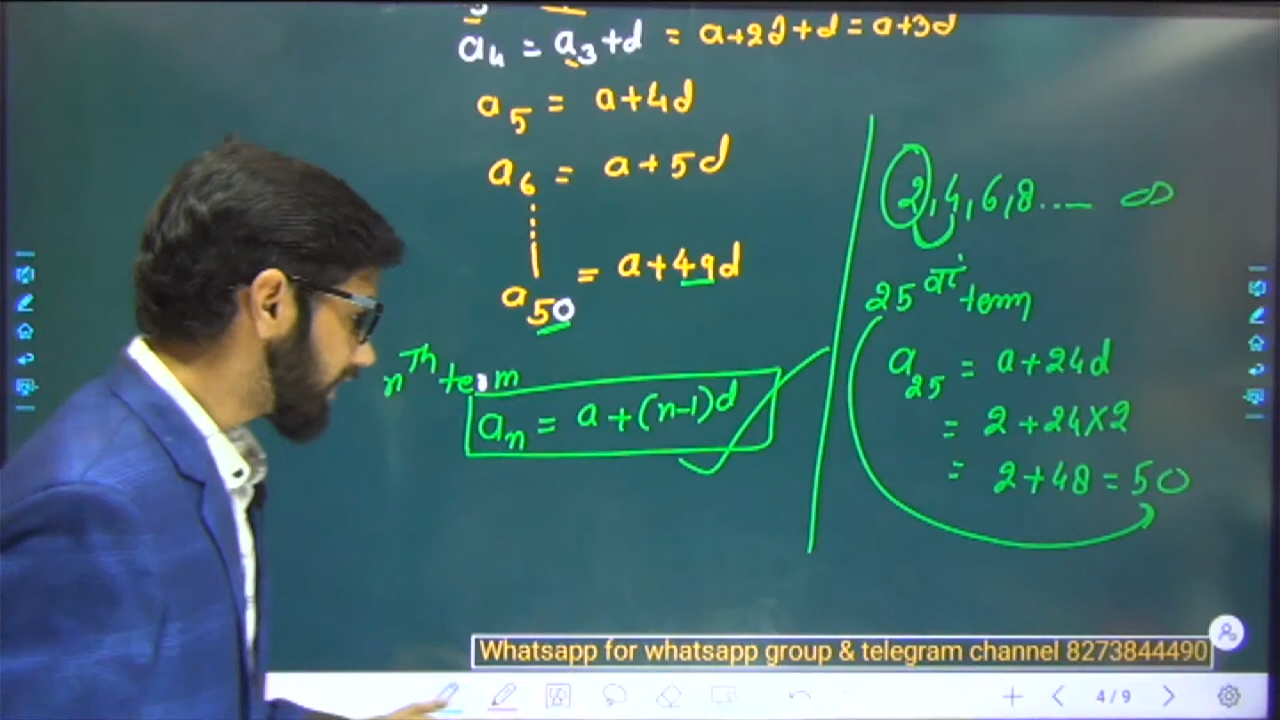 a₄ = a₃+d = a+2d+d = a+3d
a₅ = a+4d
a₆ = a+5d
a₅₀ = a+49d
nTh term
aₙ = a+(n-1)d
2,4,6,8.... ∞
25 वां term
a₂₅ = a+24d
= 2+24×2
= 2+48=50
Whatsapp for whatsapp group & telegram channel 8273844490
4/9